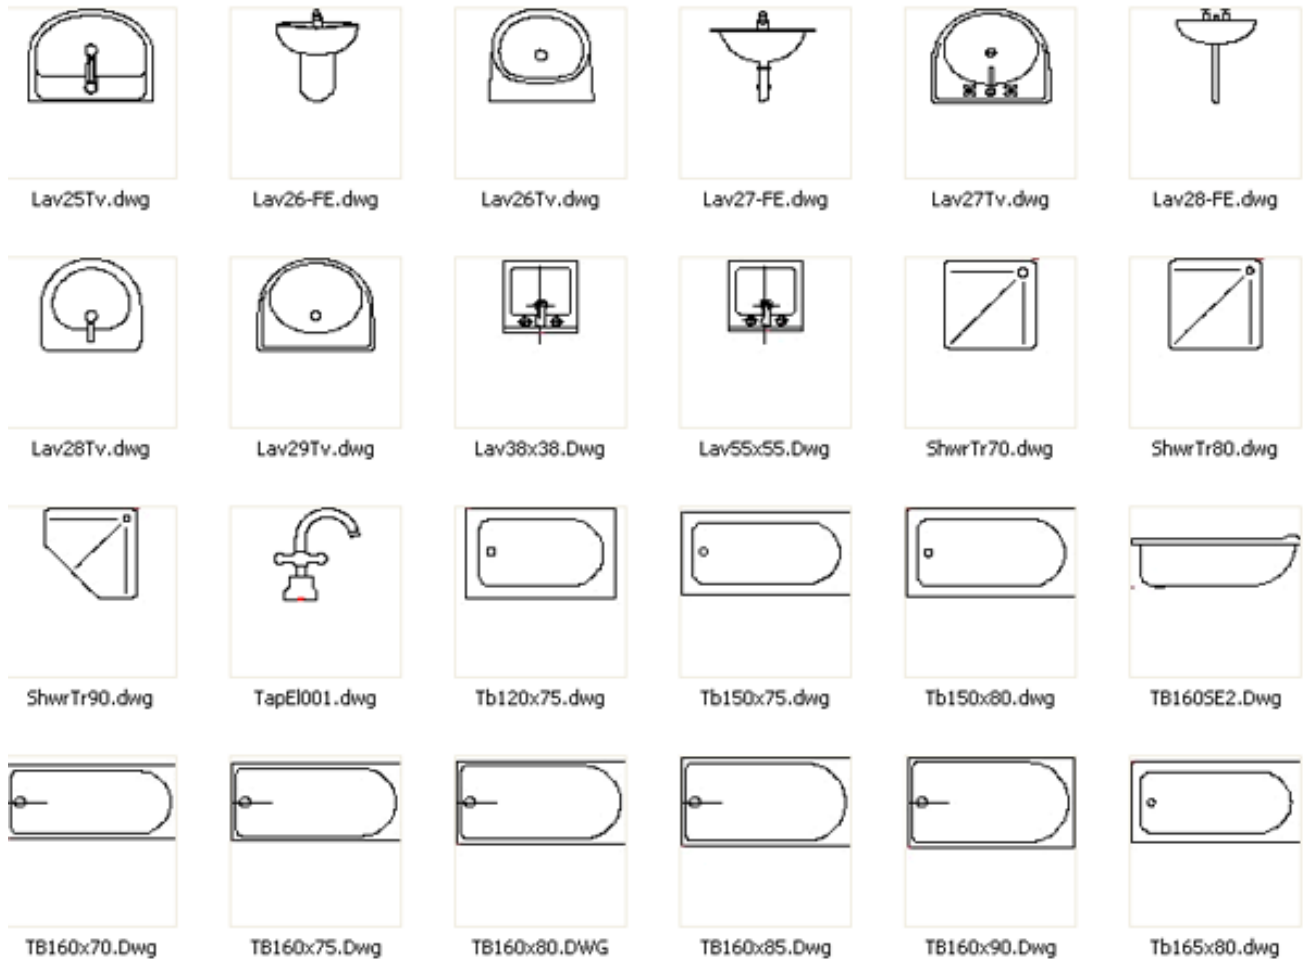 Lav25Tv.dwg Lav26-FE.dwg Lav26Tv.dwg Lav27-FE.dwg Lav27Tv.dwg Lav28-FE.dwg
Lav28Tv.dwg Lav29Tv.dwg Lav38x38.Dwg Lav55x55.Dwg ShwrTr70.dwg ShwrTr80.dwg
ShwrTr90.dwg TapEl001.dwg Tb120x75.dwg Tb150x75.dwg Tb150x80.dwg TB160SE2.Dwg
TB160x70.Dwg TB160x75.Dwg TB160x80.DWG TB160x85.Dwg TB160x90.Dwg Tb165x80.dwg